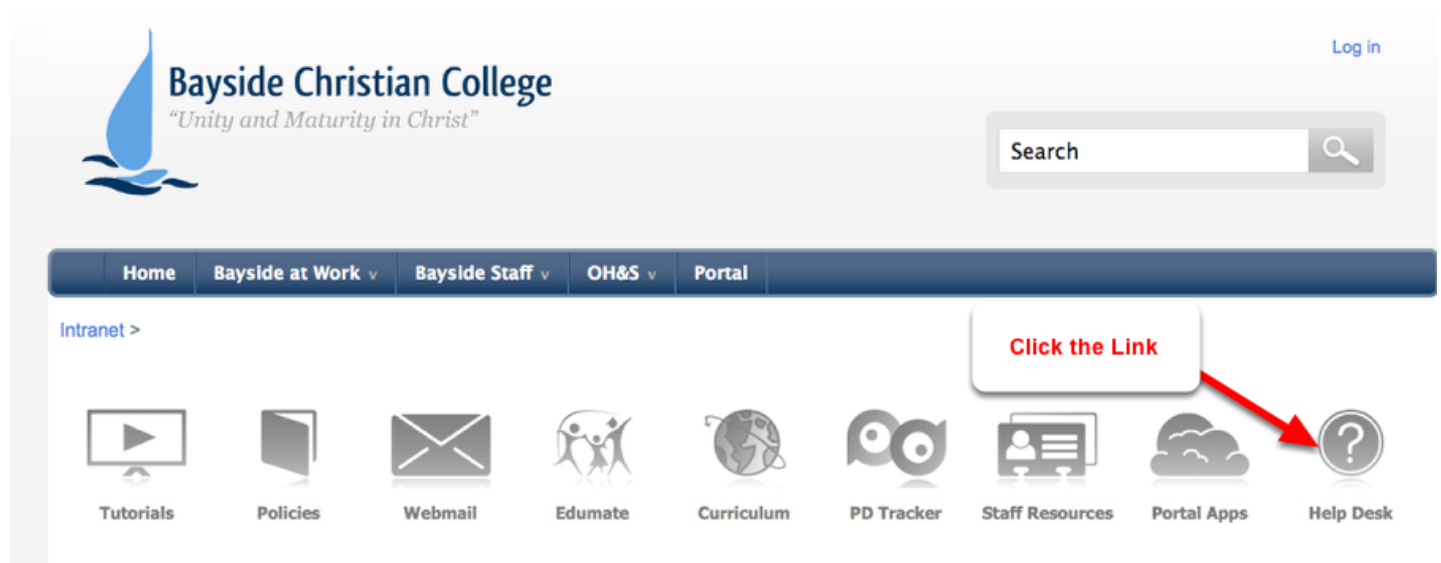 Log in
Bayside Christian College
“Unity and Maturity in Christ”
Search
Home Bayside at Work v Bayside Staff v OH&S v Portal
Intranet >
Click the Link
?
Tutorials Policies Webmail Edumate Curriculum PD Tracker Staff Resources Portal Apps Help Desk